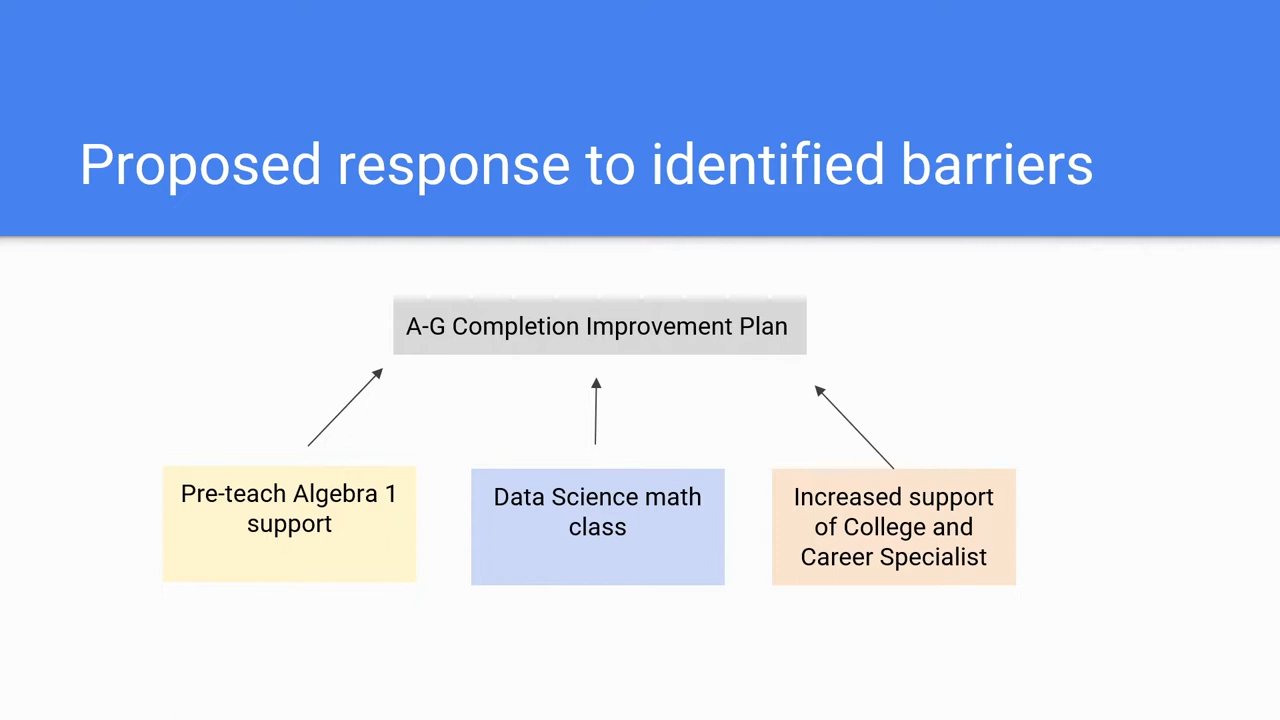 Proposed response to identified barriers
A-G Completion Improvement Plan
Pre-teach Algebra 1
support
Data Science math
class
Increased support
of College and
Career Specialist